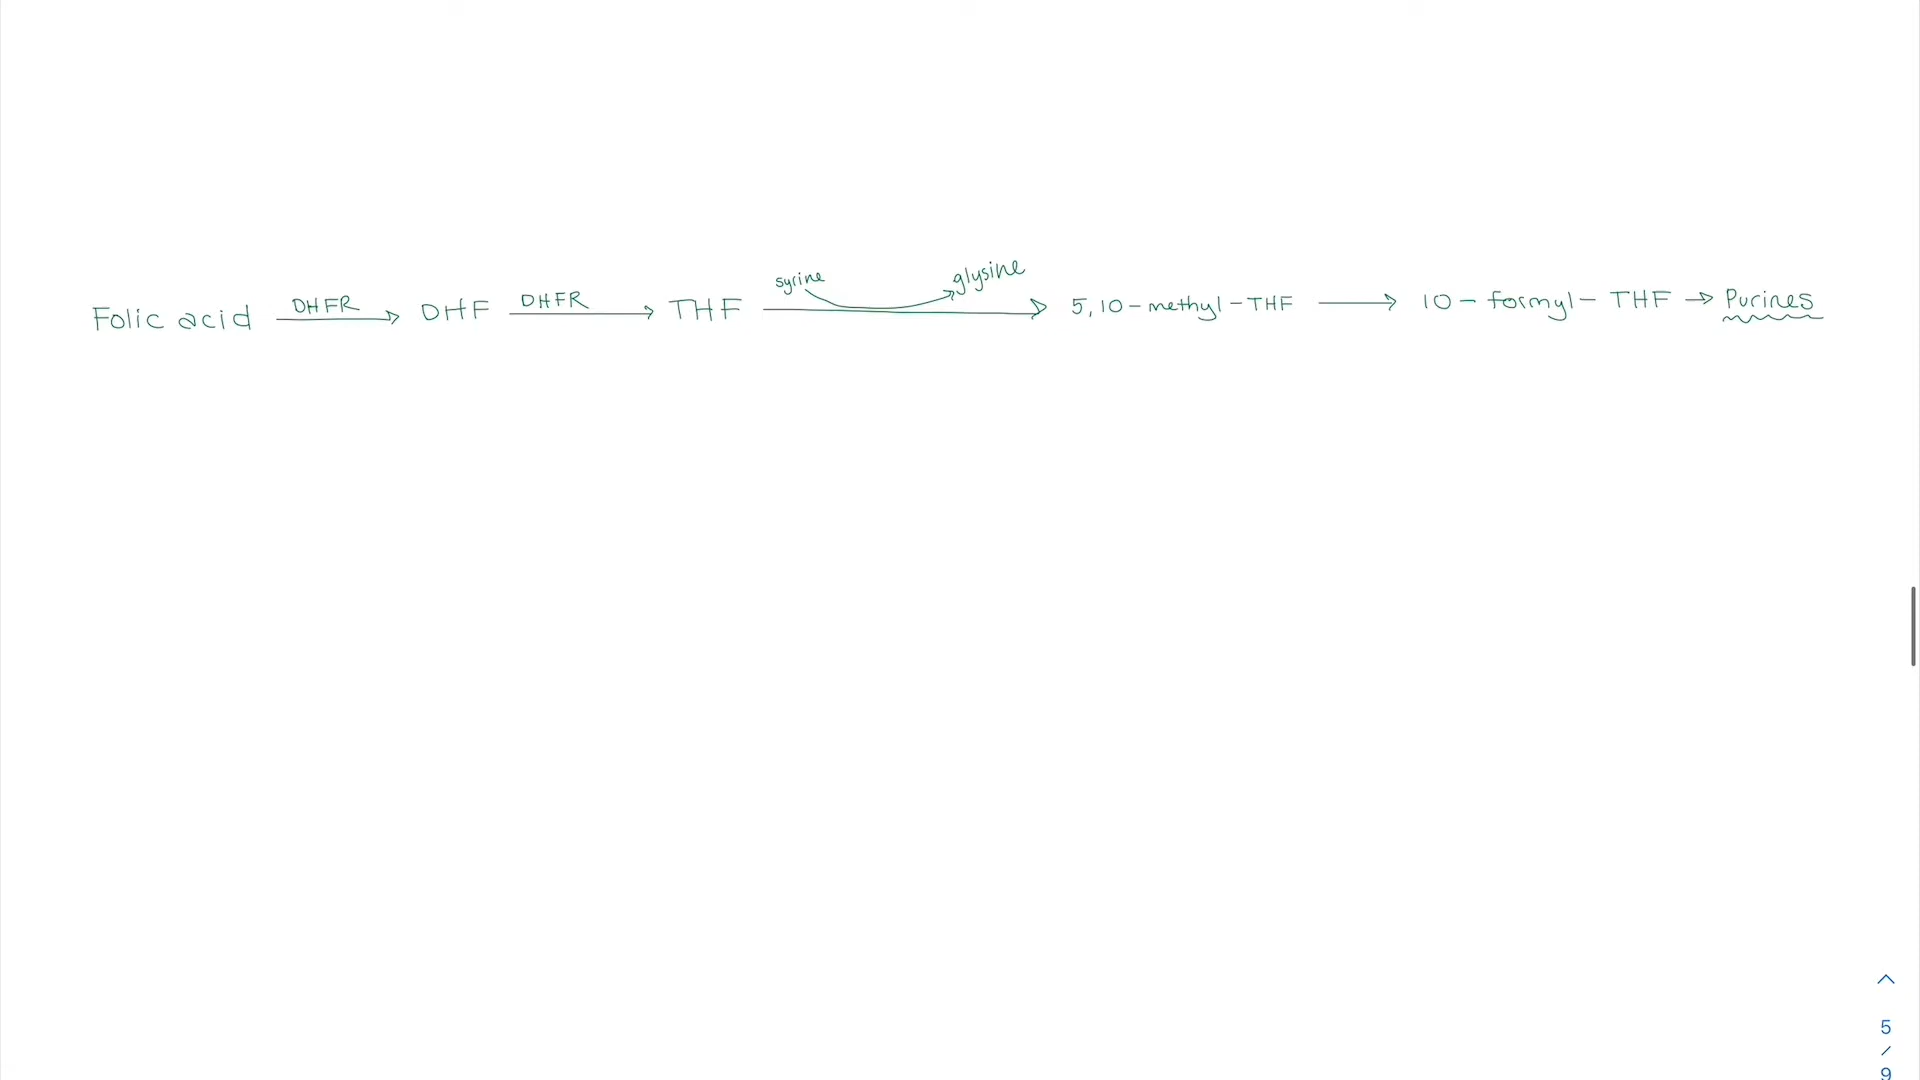 syrine glysine
Folic acid DHFR → DHF DHFR → THF → 5,10-methyl-THF → 10-formyl-THF → Purines
5
/
9